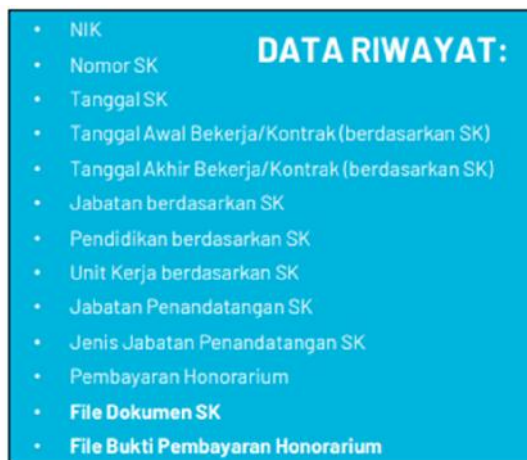 DATA RIWAYAT:
• NIK
• Nomor SK
• Tanggal SK
• Tanggal Awal Bekerja/Kontrak (berdasarkan SK)
• Tanggal Akhir Bekerja/Kontrak (berdasarkan SK)
• Jabatan berdasarkan SK
• Pendidikan berdasarkan SK
• Unit Kerja berdasarkan SK
• Jabatan Penandatangan SK
• Jenis Jabatan Penandatangan SK
• Pembayaran Honorarium
• File Dokumen SK
• File Bukti Pembayaran Honorarium